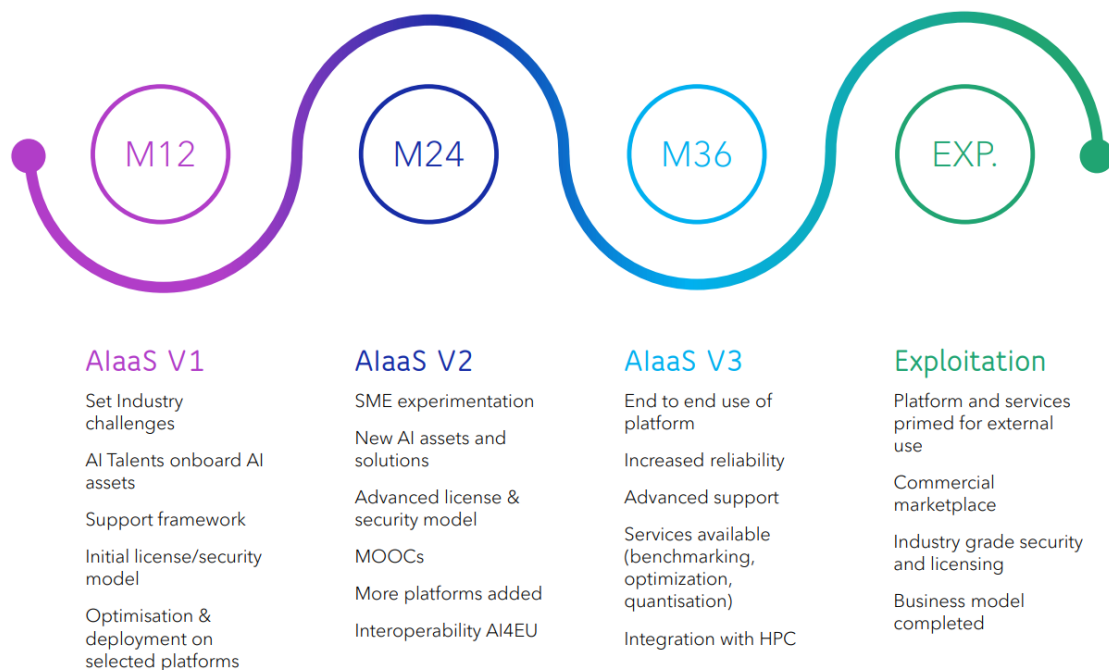 M12
M24
M36
EXP.
AIaaS V1
Set Industry
challenges
AI Talents onboard AI
assets
Support framework
Initial license/security
model
Optimisation &
deployment on
selected platforms
AIaaS V2
SME experimentation
New AI assets and
solutions
Advanced license &
security model
MOOCs
More platforms added
Interoperability AI4EU
AIaaS V3
End to end use of
platform
Increased reliability
Advanced support
Services available
(benchmarking,
optimization,
quantisation)
Integration with HPC
Exploitation
Platform and services
primed for external
use
Commercial
marketplace
Industry grade security
and licensing
Business model
completed